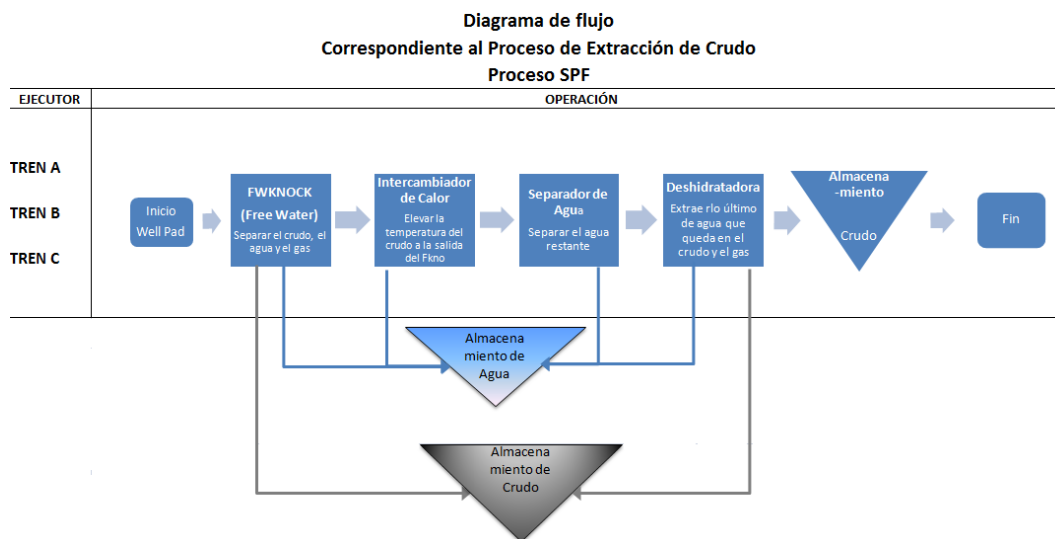 Diagrama de flujo
Correspondiente al Proceso de Extracción de Crudo
Proceso SPF
EJECUTOR
OPERACIÓN
TREN A
TREN B
TREN C
Inicio
Well Pad
FWKNOCK
(Free Water)
Separar el crudo, el
agua y el gas
Intercambiador
de Calor
Elevar la
temperatura del
crudo a la salida
del Fkno
Separador de
Agua
Separar el agua
restante
Deshidratadora
Extrae rlo último
de agua que
queda en el
crudo y el gas
Almacena
-miento
Crudo
Fin
Almacena
miento de
Agua
Almacena
miento de
Crudo